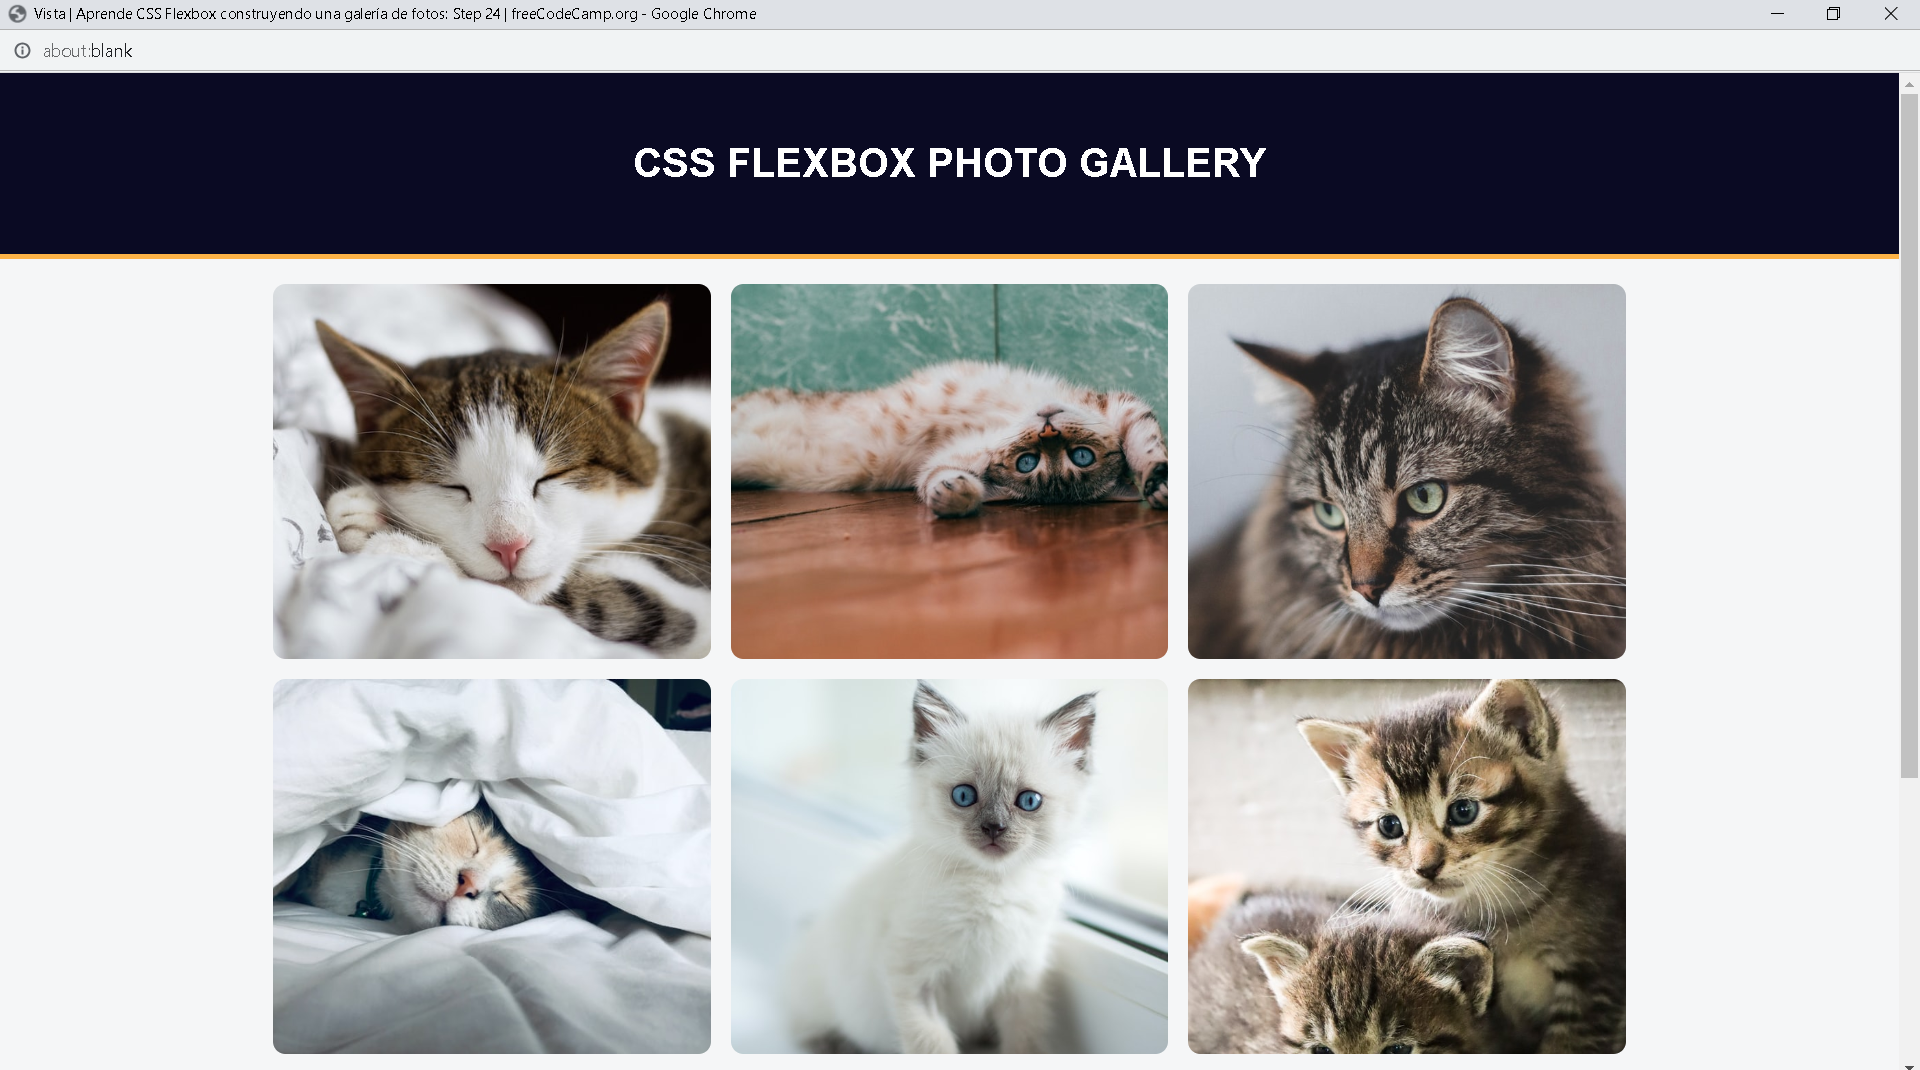 Vista | Aprende CSS Flexbox construyendo una galería de fotos: Step 24 | freeCodeCamp.org - Google Chrome
about:blank
CSS FLEXBOX PHOTO GALLERY